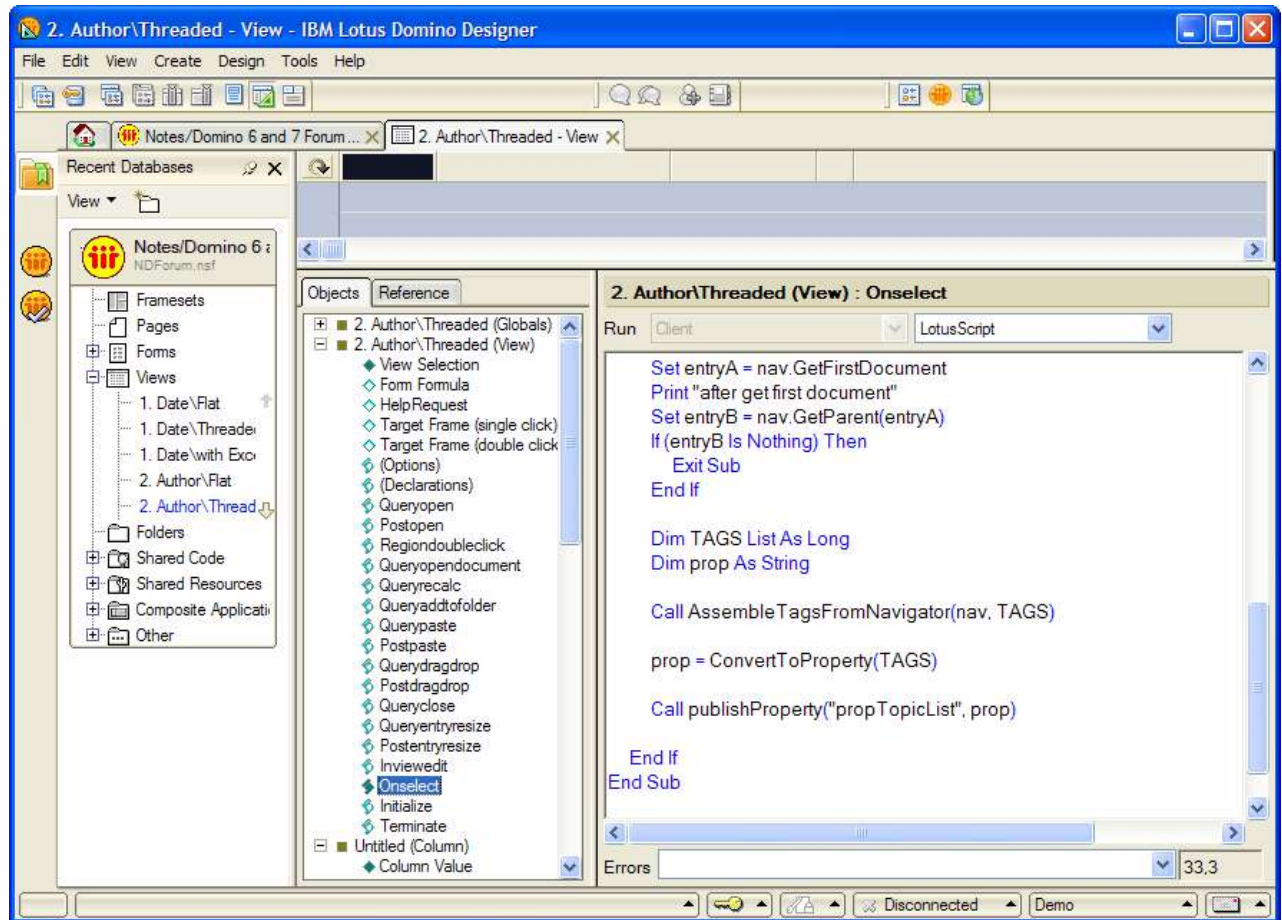 2. Author\Threaded - View - IBM Lotus Domino Designer
File Edit View Create Design Tools Help
Notes/Domino 6 and 7 Forum ...
2. Author\Threaded - View
Recent Databases
View
Notes/Domino 6 a
NDForum.nsf
Framesets
Pages
Forms
Views
1. Date\Flat
1. Date\Threade
1. Date\with Exc
2. Author\Flat
2. Author\Thread
Folders
Shared Code
Shared Resources
Composite Applicati
Other
Objects Reference
2. Author\Threaded (Globals)
2. Author\Threaded (View)
View Selection
Form Formula
HelpRequest
Target Frame (single click)
Target Frame (double click
(Options)
(Declarations)
Queryopen
Postopen
Regiondoubleclick
Queryopendocument
Queryrecalc
Queryaddtofolder
Querypaste
Postpaste
Querydragdrop
Postdragdrop
Queryclose
Queryentryresize
Postentryresize
Inviewedit
Onselect
Initialize
Terminate
Untitled (Column)
Column Value
2. Author\Threaded (View) : Onselect
Run Client LotusScript
Set entryA = nav.GetFirstDocument
Print "after get first document"
Set entryB = nav.GetParent(entryA)
If (entryB Is Nothing) Then
Exit Sub
End If
Dim TAGS List As Long
Dim prop As String
Call AssembleTagsFromNavigator(nav, TAGS)
prop = ConvertToProperty(TAGS)
Call publishProperty("propTopicList", prop)
End If
End Sub
Errors
33,3
Disconnected
Demo